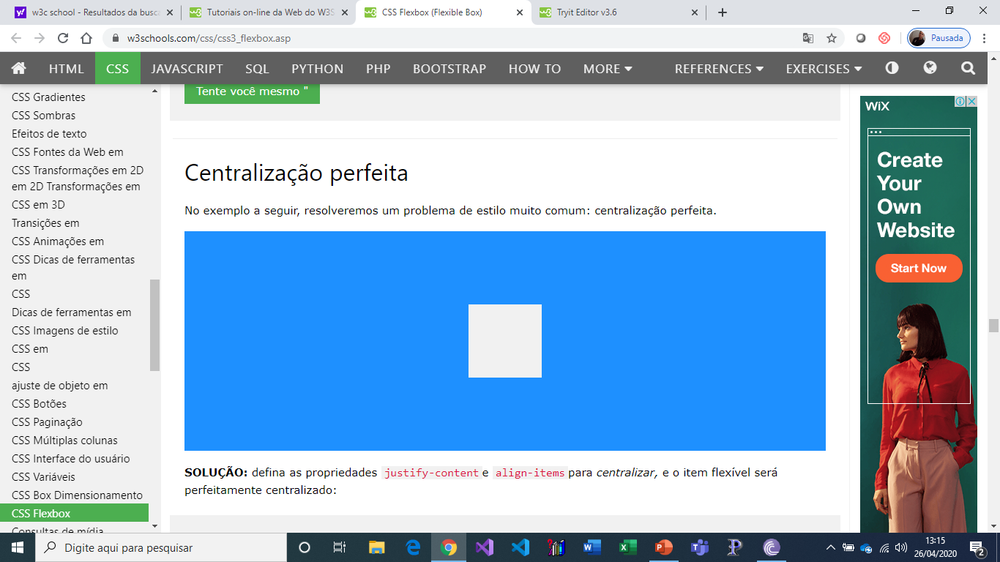 w3c school - Resultados da busca
Tutoriais on-line da Web do W3S
CSS Flexbox (Flexible Box)
Tryit Editor v3.6
w3schools.com/css/css3_flexbox.asp
Pausada
HTML CSS JAVASCRIPT SQL PYTHON PHP BOOTSTRAP HOW TO MORE REFERENCES EXERCISES
CSS Gradientes
CSS Sombras
Efeitos de texto
CSS Fontes da Web em
CSS Transformações em 2D
em 2D Transformações em
CSS em 3D
Transições em
CSS Animações em
CSS Dicas de ferramentas
em
CSS
Dicas de ferramentas em
CSS Imagens de estilo
CSS em
CSS
ajuste de objeto em
CSS Botões
CSS Paginação
CSS Múltiplas colunas
CSS Interface do usuário
CSS Variáveis
CSS Box Dimensionamento
CSS Flexbox
Consultas de mídia
Tente você mesmo "
Centralização perfeita
No exemplo a seguir, resolveremos um problema de estilo muito comum: centralização perfeita.
SOLUÇÃO: defina as propriedades justify-content e align-items para centralizar, e o item flexível será
perfeitamente centralizado:
WiX
Create
Your
Own
Website
Start Now
Digite aqui para pesquisar
13:15
26/04/2020
2